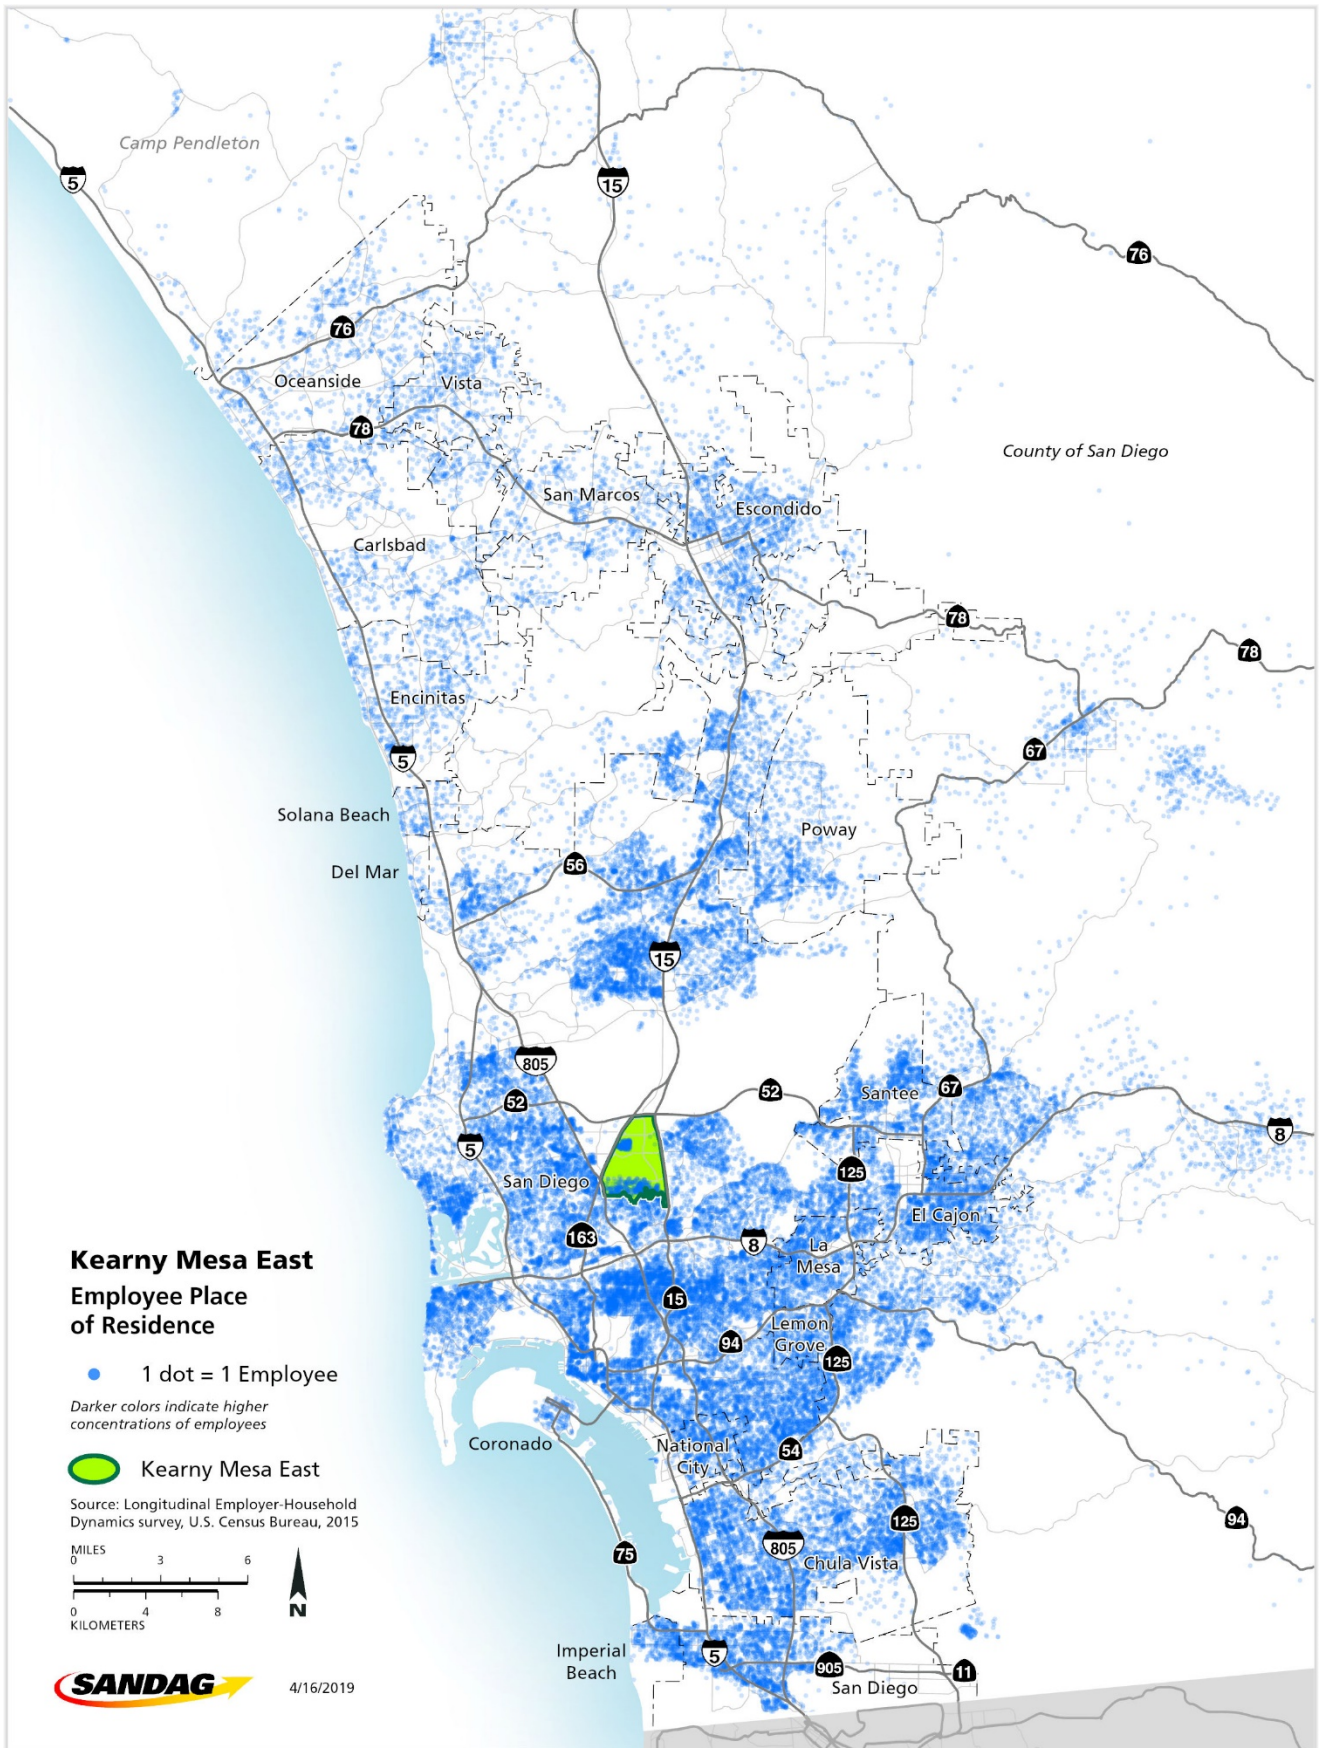 Camp Pendleton
5
15
76
76
Oceanside
Vista
78
County of San Diego
San Marcos
Escondido
Carlsbad
78
78
Encinitas
67
5
Solana Beach
Poway
56
Del Mar
15
805
52
52
Santee
67
8
5
125
San Diego
El Cajon
163
8
La
Mesa
15
Lemon
Grove
94
125
Coronado
National
City
54
125
94
805
75
Chula Vista
Imperial
Beach
5
905
11
San Diego
Kearny Mesa East
Employee Place
of Residence
1 dot = 1 Employee
Darker colors indicate higher
concentrations of employees
Kearny Mesa East
Source: Longitudinal Employer-Household
Dynamics survey, U.S. Census Bureau, 2015
MILES
0 3 6
0 4 8
KILOMETERS
N
SANDAG
4/16/2019